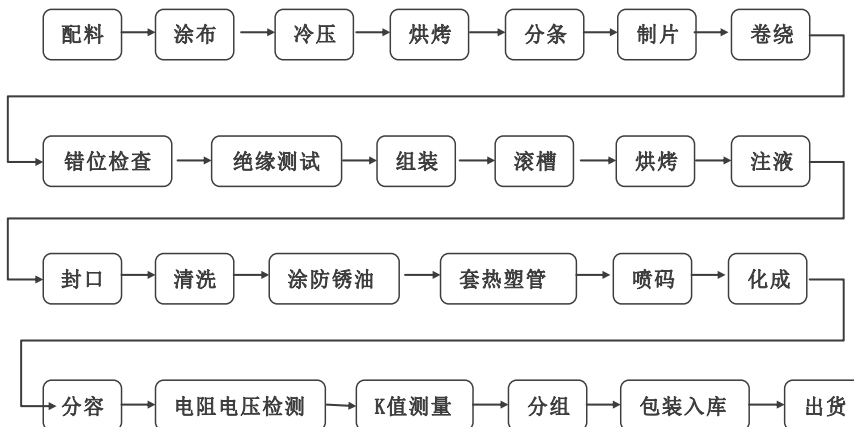 配料 涂布 冷压 烘烤 分条 制片 卷绕
错位检查 绝缘测试 组装 滚槽 烘烤 注液
封口 清洗 涂防锈油 套热塑管 喷码 化成
分容 电阻电压检测 K值测量 分组 包装入库 出货